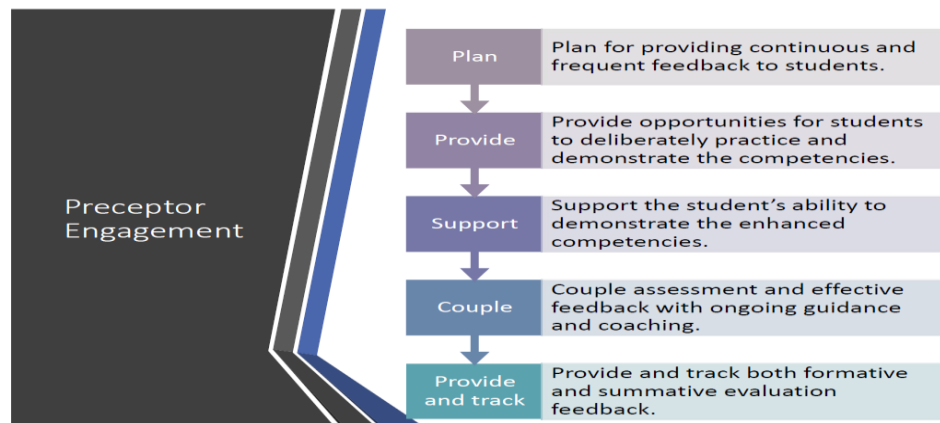 Preceptor
Engagement
Plan
Plan for providing continuous and
frequent feedback to students.
Provide
Provide opportunities for students
to deliberately practice and
demonstrate the competencies.
Support
Support the student’s ability to
demonstrate the enhanced
competencies.
Couple
Couple assessment and effective
feedback with ongoing guidance
and coaching.
Provide
and track
Provide and track both formative
and summative evaluation
feedback.